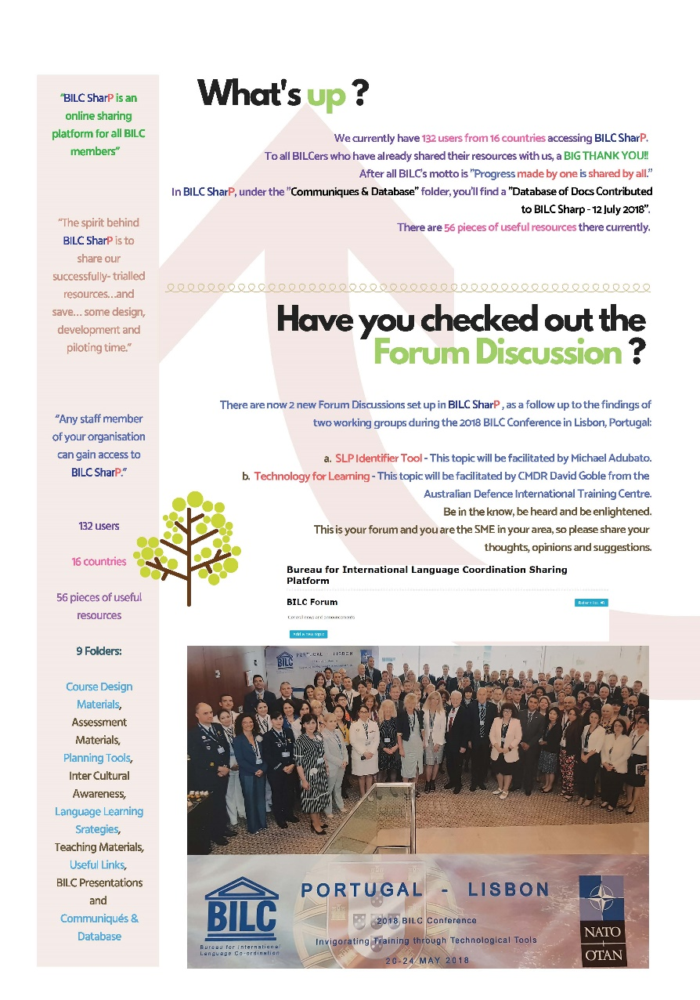 "BILC SharP is an
online sharing
platform for all BILC
members"
"The spirit behind
BILC SharP is to
share our
successfully- trialled
resources...and
save... some design,
development and
piloting time."
"Any staff member
of your organisation
can gain access to
BILC SharP."
132 users
16 countries
56 pieces of useful
resources
9 Folders:
Course Design
Materials,
Assessment
Materials,
Planning Tools,
Inter Cultural
Awareness,
Language Learning
Srategies,
Teaching Materials,
Useful Links,
BILC Presentations
and
Communiqués &
Database
What's up ?
We currently have 132 users from 16 countries accessing BILC SharP.
To all BILCers who have already shared their resources with us, a BIG THANK YOU!!
After all BILC's motto is "Progress made by one is shared by all."
In BILC SharP, under the "Communiques & Database" folder, you'll find a "Database of Docs Contributed
to BILC Sharp - 12 July 2018".
There are 56 pieces of useful resources there currently.
Have you checked out the
Forum Discussion ?
There are now 2 new Forum Discussions set up in BILC SharP , as a follow up to the findings of
two working groups during the 2018 BILC Conference in Lisbon, Portugal:
a. SLP Identifier Tool - This topic will be facilitated by Michael Adubato.
b. Technology for Learning - This topic will be facilitated by CMDR David Goble from the
Australian Defence International Training Centre.
Be in the know, be heard and be enlightened.
This is your forum and you are the SME in your area, so please share your
thoughts, opinions and suggestions.
Bureau for International Language Coordination Sharing
Platform
BILC Forum
Return to:
General news and announcements
Add a new topic
PORTUGAL - LISBON
BILC
PORTUGAL - LISBON
2018 BILC Conference
Invigorating Training through Technological Tools
20-24 MAY 2018
BILC
Bureau for International
Language Co-ordination
NATO
OTAN